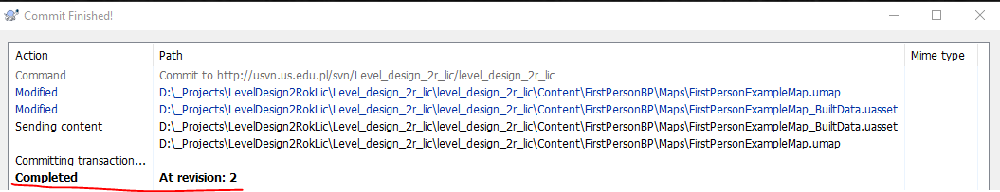 Commit Finished!
Action Path Mime type
Command Commit to http://usvn.us.edu.pl/svn/Level_design_2r_lic/level_design_2r_lic
Modified D:\_Projects\LevelDesign2RokLic\Level_design_2r_lic\level_design_2r_lic\Content\FirstPersonBP\Maps\FirstPersonExampleMap.umap
Modified D:\_Projects\LevelDesign2RokLic\Level_design_2r_lic\level_design_2r_lic\Content\FirstPersonBP\Maps\FirstPersonExampleMap_BuiltData.uasset
Sending content D:\_Projects\LevelDesign2RokLic\Level_design_2r_lic\level_design_2r_lic\Content\FirstPersonBP\Maps\FirstPersonExampleMap_BuiltData.uasset
D:\_Projects\LevelDesign2RokLic\Level_design_2r_lic\level_design_2r_lic\Content\FirstPersonBP\Maps\FirstPersonExampleMap.umap
Committing transaction...
Completed At revision: 2